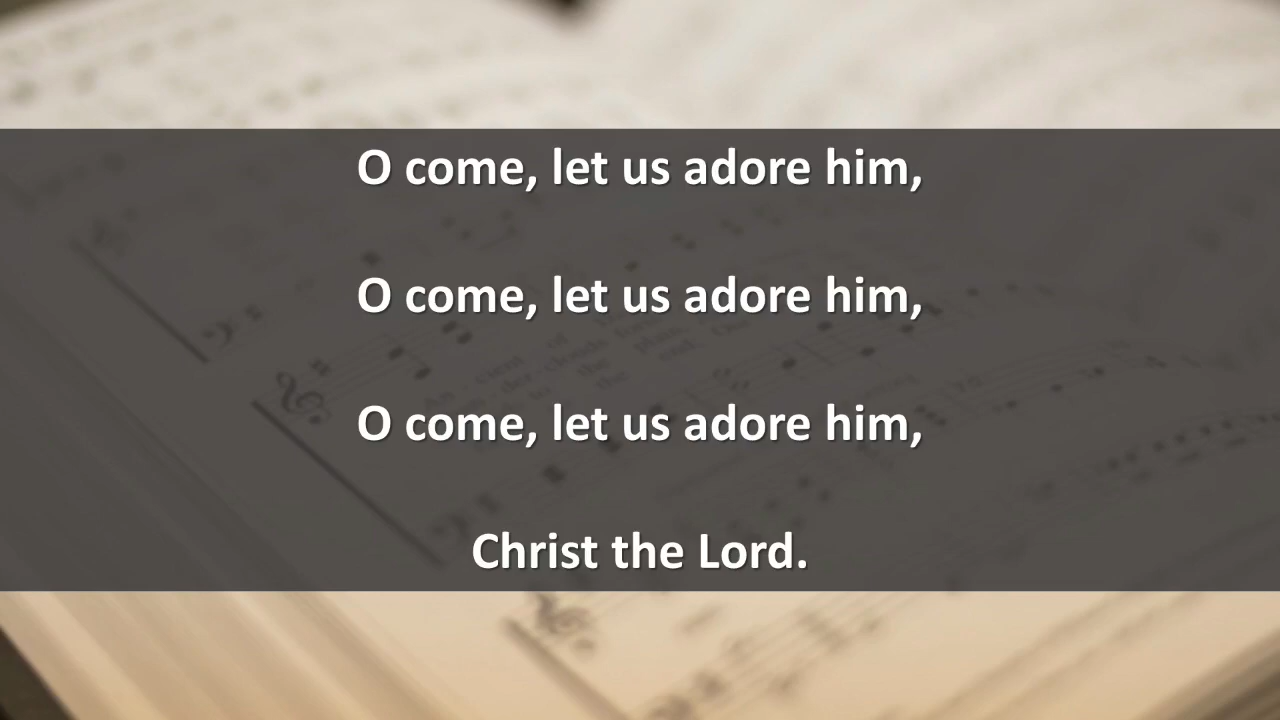 O come, let us adore him,
O come, let us adore him,
O come, let us adore him,
Christ the Lord.